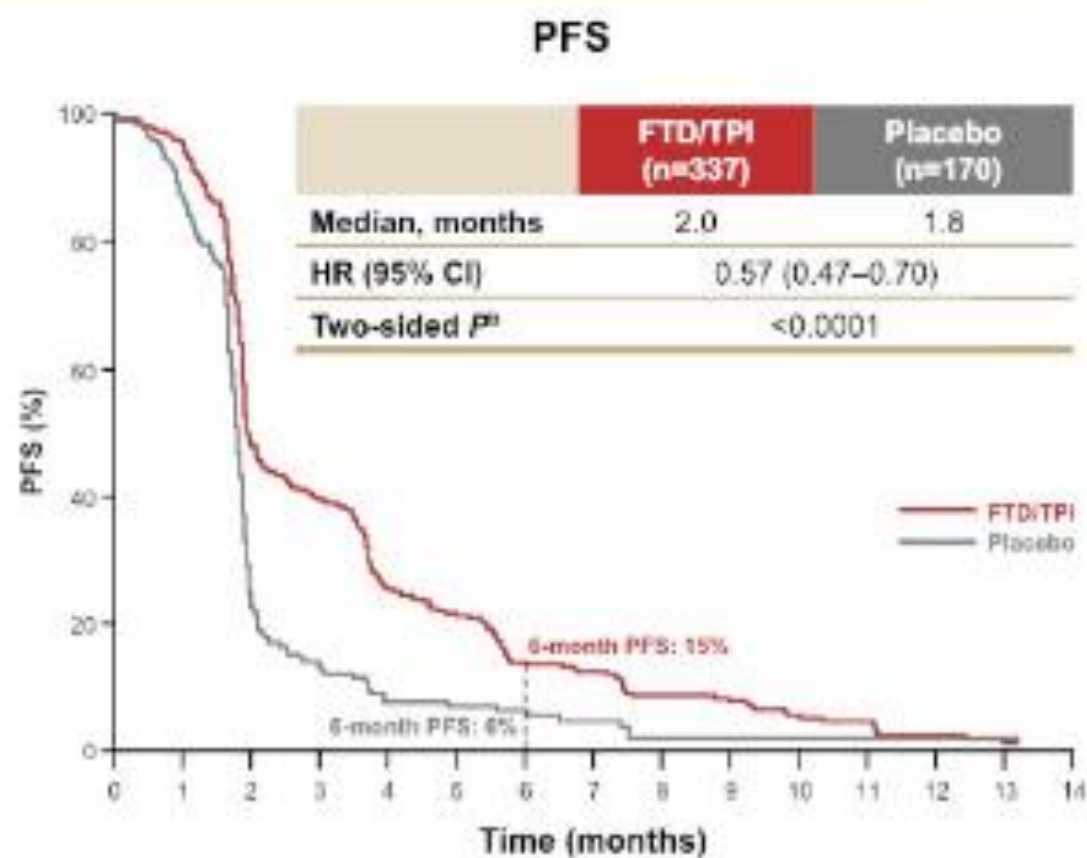 PFS
FTD/TPI
(n=337)
Placebo
(n=170)
Median, months 2.0 1.8
HR (95% CI) 0.57 (0.47–0.70)
Two-sided P <0.0001
PFS (%)
100
80
60
40
20
0
FTD/TPI
Placebo
6-month PFS: 15%
6-month PFS: 6%
0 1 2 3 4 5 6 7 8 9 10 11 12 13 14
Time (months)